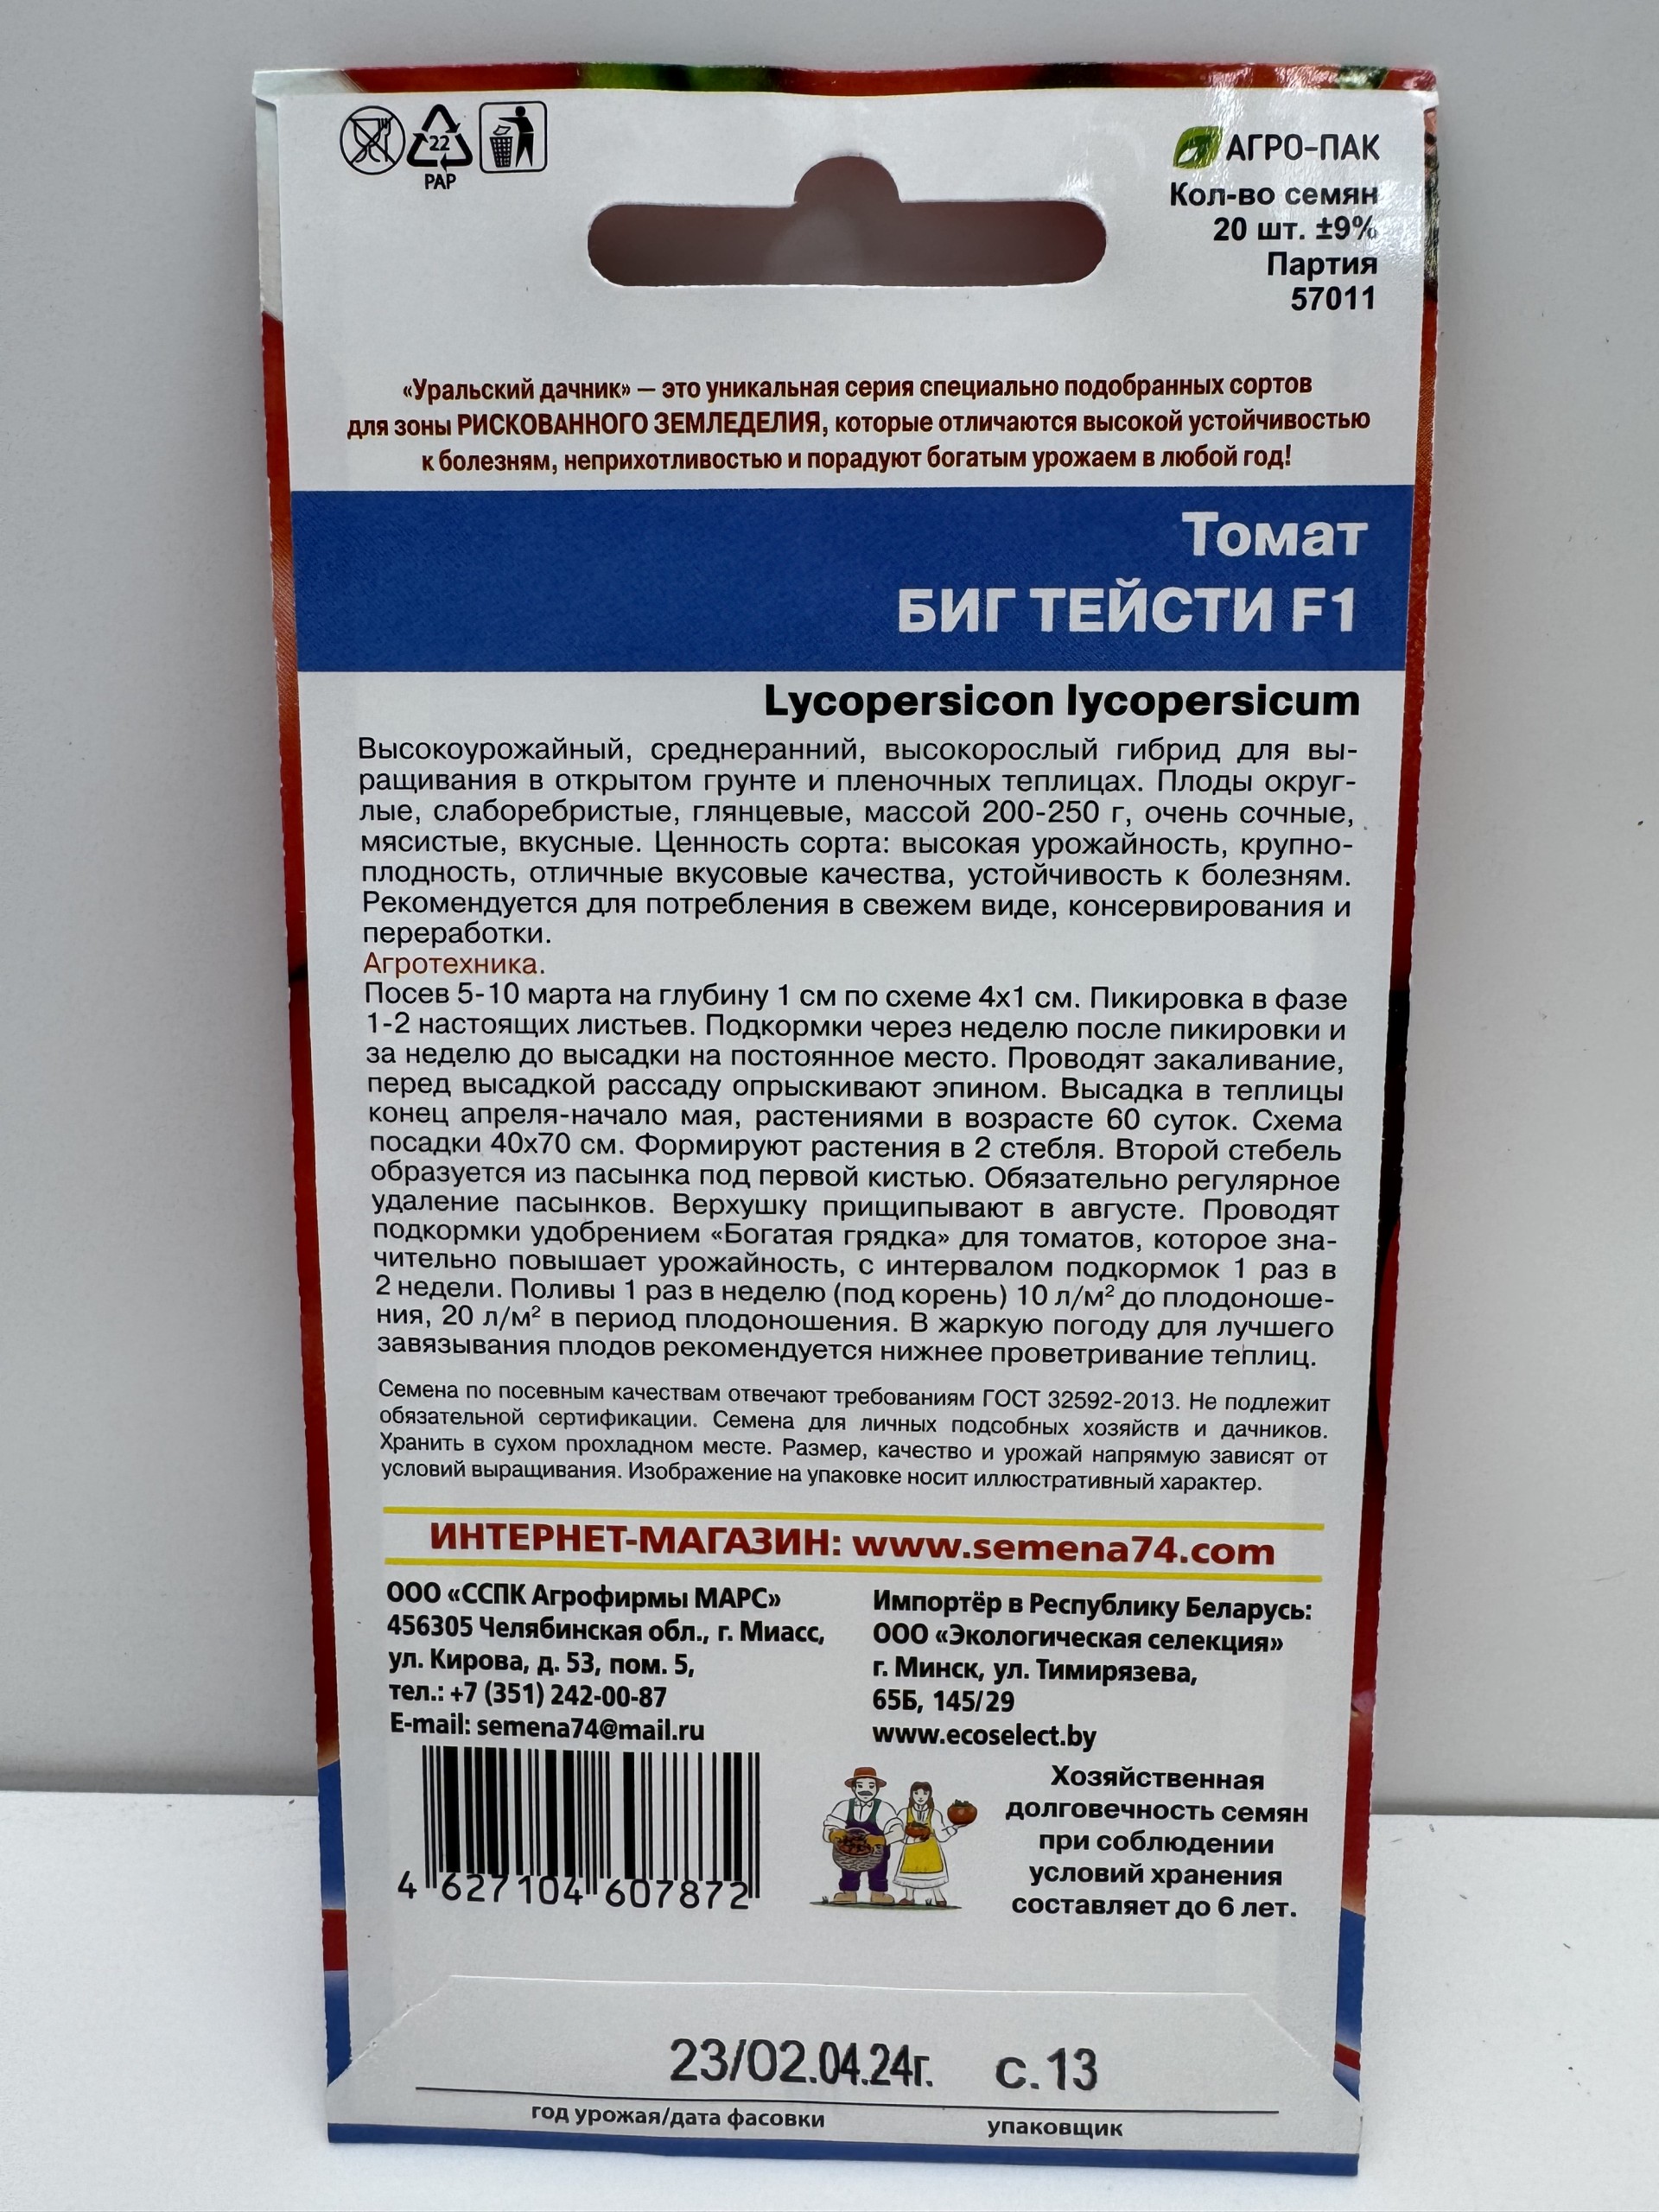 22
PAP
АГРО-ПАК
Кол-во семян
20 шт. ±9%
Партия
57011
«Уральский дачник» — это уникальная серия специально подобранных сортов
для зоны РИСКОВАННОГО ЗЕМЛЕДЕЛИЯ, которые отличаются высокой устойчивостью
к болезням, неприхотливостью и порадуют богатым урожаем в любой год!
Томат
БИГ ТЕЙСТИ F1
Lycopersicon lycopersicum
Высокоурожайный, среднеранний, высокорослый гибрид для вы-
ращивания в открытом грунте и пленочных теплицах. Плоды округ-
лые, слаборебристые, глянцевые, массой 200-250 г, очень сочные,
мясистые, вкусные. Ценность сорта: высокая урожайность, крупно-
плодность, отличные вкусовые качества, устойчивость к болезням.
Рекомендуется для потребления в свежем виде, консервирования и
переработки.
Агротехника.
Посев 5-10 марта на глубину 1 см по схеме 4х1 см. Пикировка в фазе
1-2 настоящих листьев. Подкормки через неделю после пикировки и
за неделю до высадки на постоянное место. Проводят закаливание,
перед высадкой рассаду опрыскивают эпином. Высадка в теплицы
конец апреля-начало мая, растениями в возрасте 60 суток. Схема
посадки 40х70 см. Формируют растения в 2 стебля. Второй стебель
образуется из пасынка под первой кистью. Обязательно регулярное
удаление пасынков. Верхушку прищипывают в августе. Проводят
подкормки удобрением «Богатая грядка» для томатов, которое зна-
чительно повышает урожайность, с интервалом подкормок 1 раз в
2 недели. Поливы 1 раз в неделю (под корень) 10 л/м² до плодоноше-
ния, 20 л/м² в период плодоношения. В жаркую погоду для лучшего
завязывания плодов рекомендуется нижнее проветривание теплиц.
Семена по посевным качествам отвечают требованиям ГОСТ 32592-2013. Не подлежит
обязательной сертификации. Семена для личных подсобных хозяйств и дачников.
Хранить в сухом прохладном месте. Размер, качество и урожай напрямую зависят от
условий выращивания. Изображение на упаковке носит иллюстративный характер.
ИНТЕРНЕТ-МАГАЗИН: www.semena74.com
ООО «ССПК Агрофирмы МАРС»
456305 Челябинская обл., г. Миасс,
ул. Кирова, д. 53, пом. 5,
тел.: +7 (351) 242-00-87
E-mail: semena74@mail.ru
Импортёр в Республику Беларусь:
ООО «Экологическая селекция»
г. Минск, ул. Тимирязева,
65Б, 145/29
www.ecoselect.by
4 627104 607872
Хозяйственная
долговечность семян
при соблюдении
условий хранения
составляет до 6 лет.
23/02.04.24г. с.13
год урожая/дата фасовки упаковщик